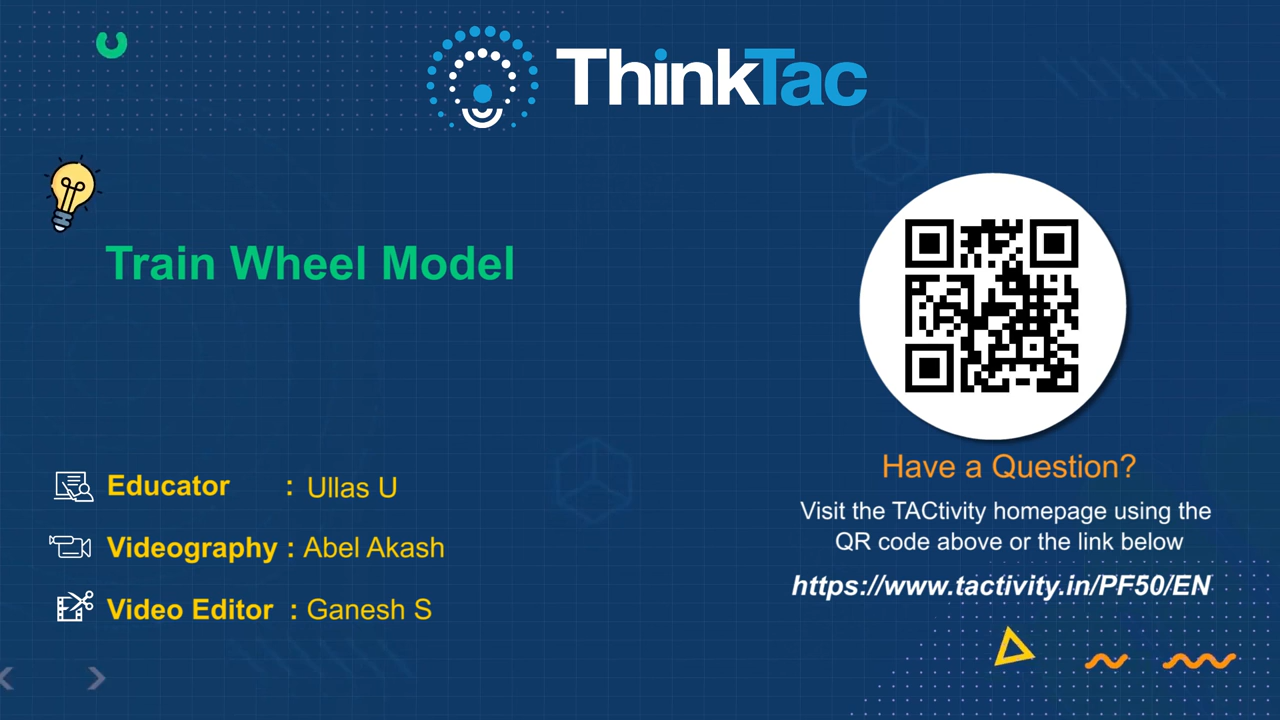 ThinkTac
Train Wheel Model
Educator : Ullas U
Videography : Abel Akash
Video Editor : Ganesh S
Have a Question?
Visit the TACtivity homepage using the
QR code above or the link below
https://www.tactivity.in/PF50/EN